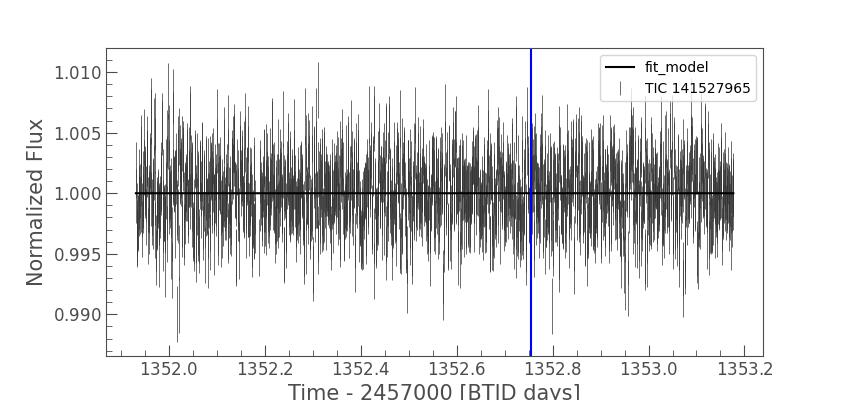 fit_model
TIC 141527965
Normalized Flux
1.010
1.005
1.000
0.995
0.990
1352.0 1352.2 1352.4 1352.6 1352.8 1353.0 1353.2
Time - 2457000 [BTJD days]